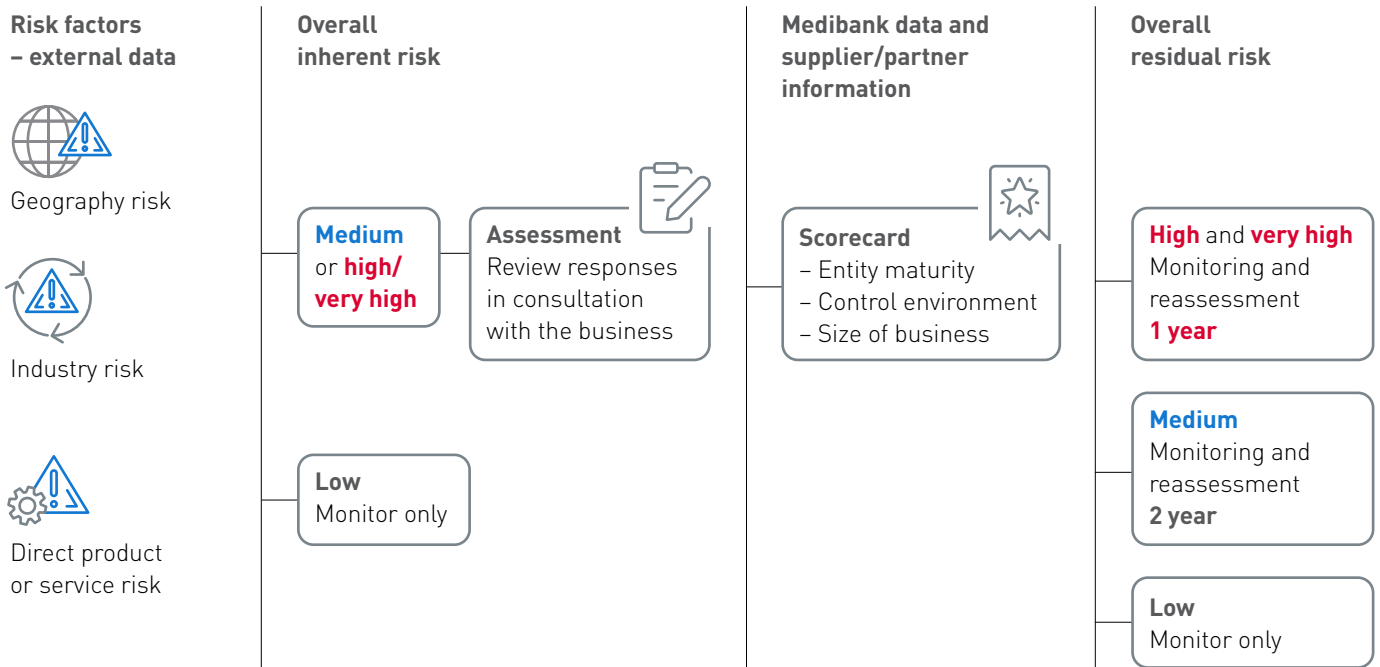 Risk factors
– external data
Geography risk
Industry risk
Direct product
or service risk
Overall
inherent risk
Medium
or high/
very high
Assessment
Review responses
in consultation
with the business
Low
Monitor only
Medibank data and
supplier/partner
information
Scorecard
– Entity maturity
– Control environment
– Size of business
Overall
residual risk
High and very high
Monitoring and
reassessment
1 year
Medium
Monitoring and
reassessment
2 year
Low
Monitor only